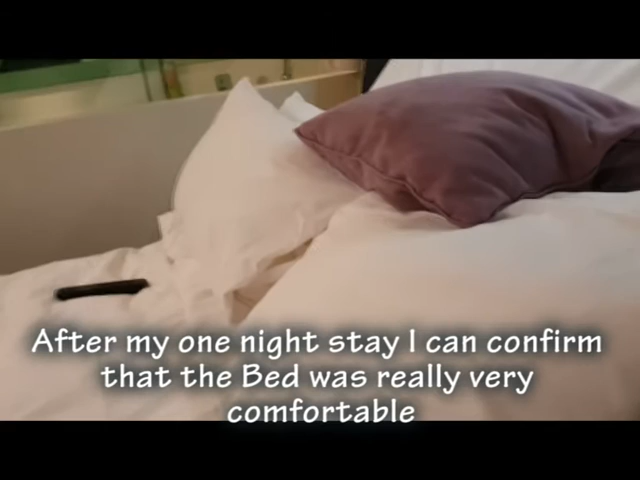 After my one night stay I can confirm
that the Bed was really very
comfortable